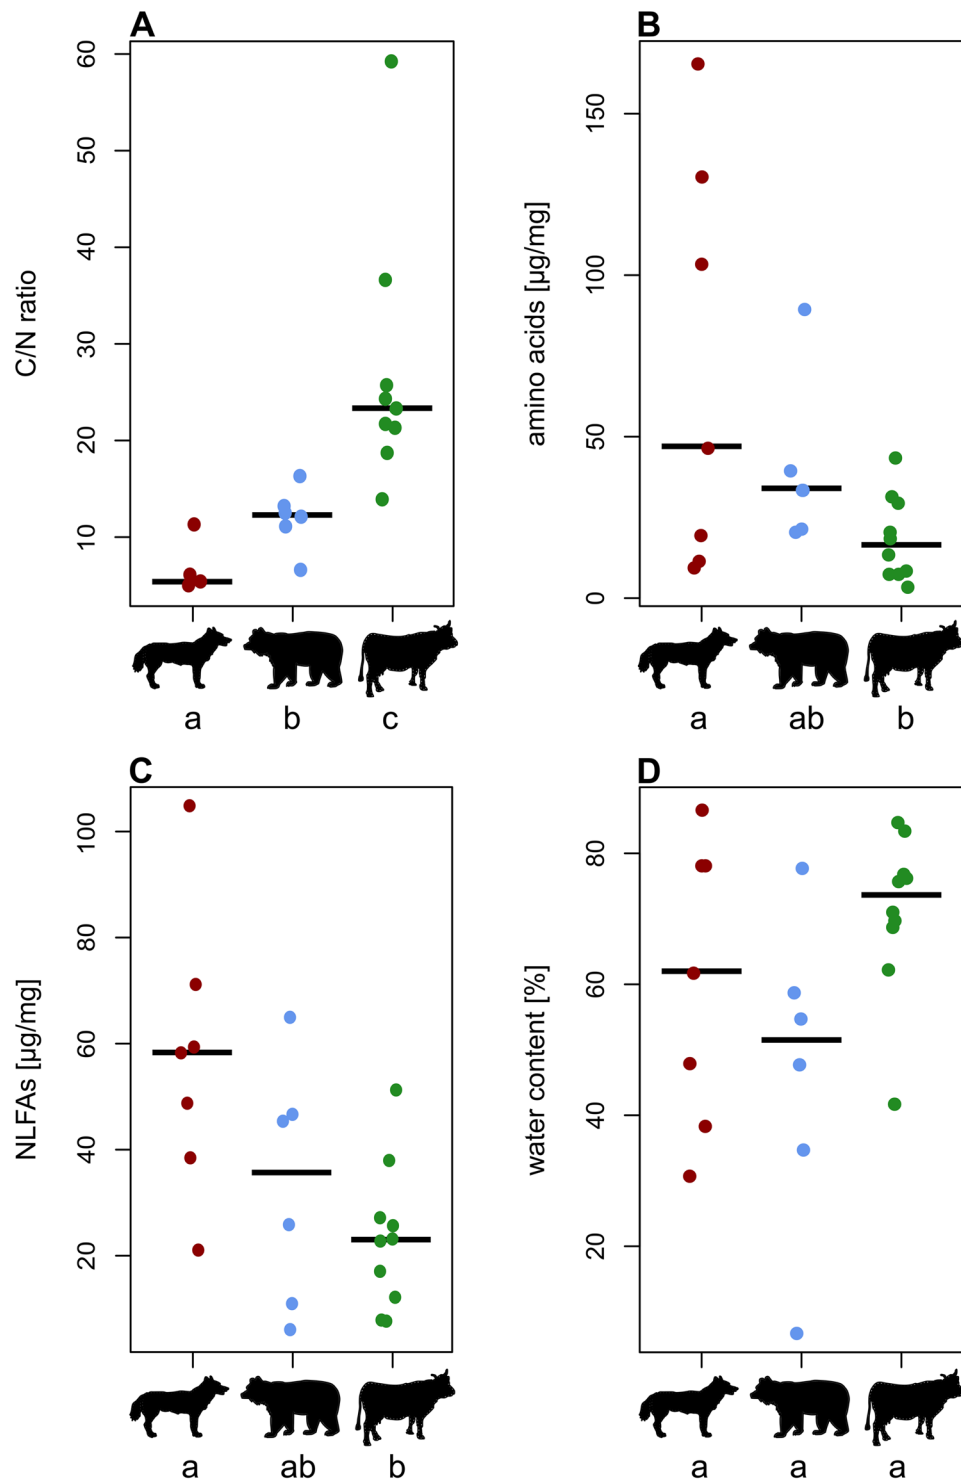 A
C/N ratio
60
50
40
30
20
10
a b c
B
amino acids [µg/mg]
150
100
50
0
a ab b
C
NLFAs [µg/mg]
100
80
60
40
20
a ab b
D
water content [%]
80
60
40
20
a a a